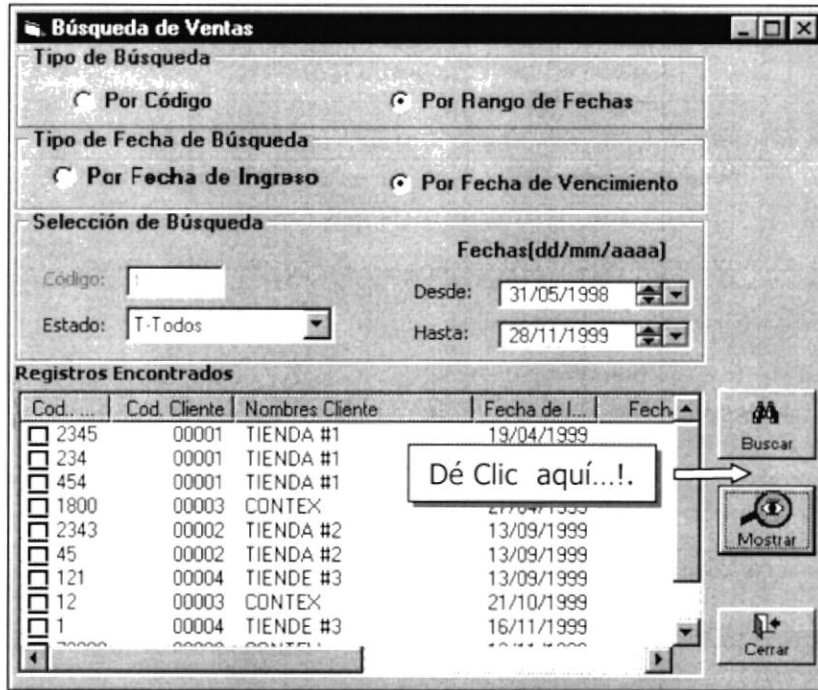 Búsqueda de Ventas
Tipo de Búsqueda
Por Código Por Rango de Fechas
Tipo de Fecha de Búsqueda
Por Fecha de Ingreso Por Fecha de Vencimiento
Selección de Búsqueda
Fechas(dd/mm/aaaa)
Código:
Desde: 31/05/1998
Estado: T-Todos
Hasta: 28/11/1999
Registros Encontrados
Cod.. ... Cod. Cliente Nombres Cliente Fecha de I... Fech
2345 00001 TIENDA #1 19/04/1999
234 00001 TIENDA #1
454 00001 TIENDA #1
Dé Clic aquí...!.
1800 00003 CONTEX
2343 00002 TIENDA #2 13/09/1999
45 00002 TIENDA #2 13/09/1999
121 00004 TIENDE #3 13/09/1999
12 00003 CONTEX 21/10/1999
1 00004 TIENDE #3 16/11/1999
Buscar
Mostrar
Cerrar